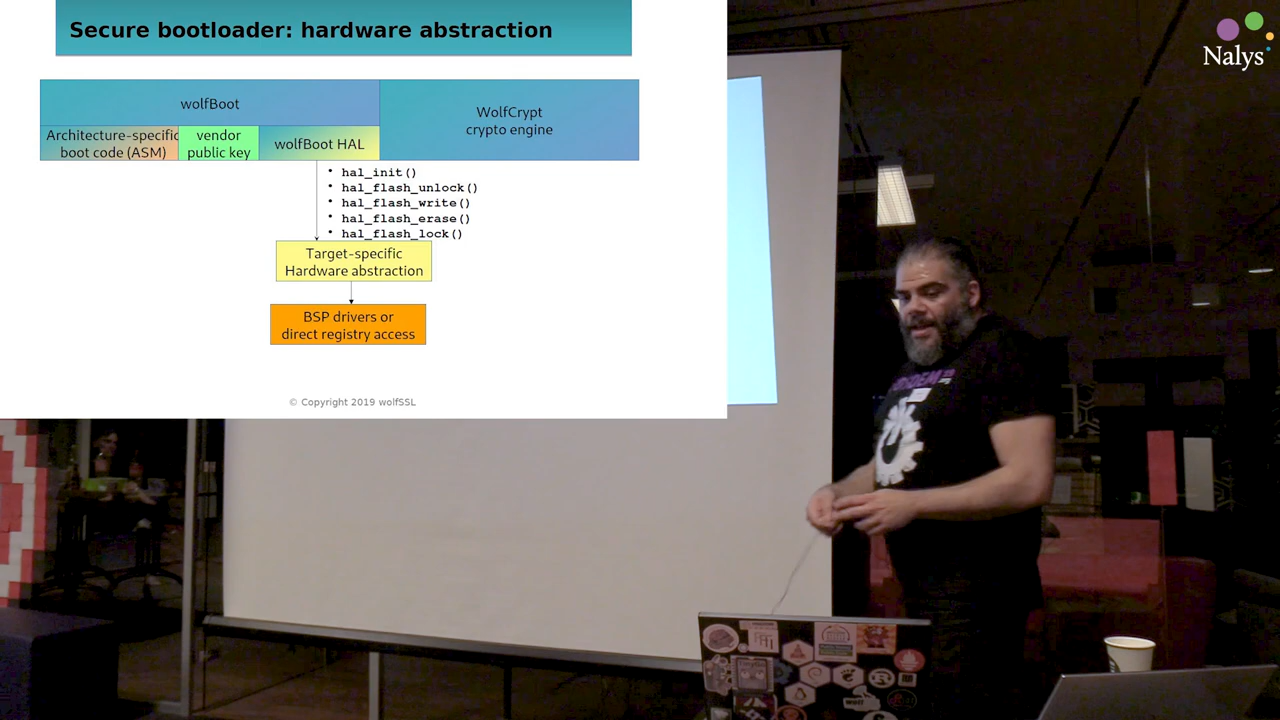 Secure bootloader: hardware abstraction
wolfBoot
WolfCrypt
crypto engine
Architecture-specific
boot code (ASM)
vendor
public key
wolfBoot HAL
• hal_init()
• hal_flash_unlock()
• hal_flash_write()
• hal_flash_erase()
• hal_flash_lock()
Target-specific
Hardware abstraction
BSP drivers or
direct registry access
© Copyright 2019 wolfSSL
Nalys